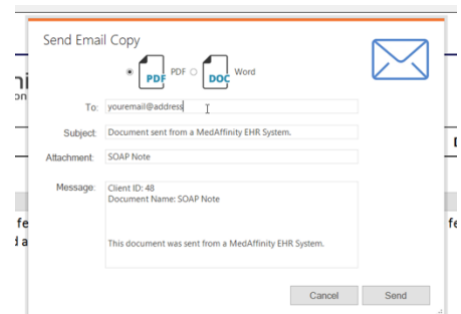 Send Email Copy
PDF PDF DOC Word
To: youremail@address
Subject: Document sent from a MedAffinity EHR System.
Attachment: SOAP Note
Message: Client ID: 48
Document Name: SOAP Note
This document was sent from a MedAffinity EHR System.
Cancel Send